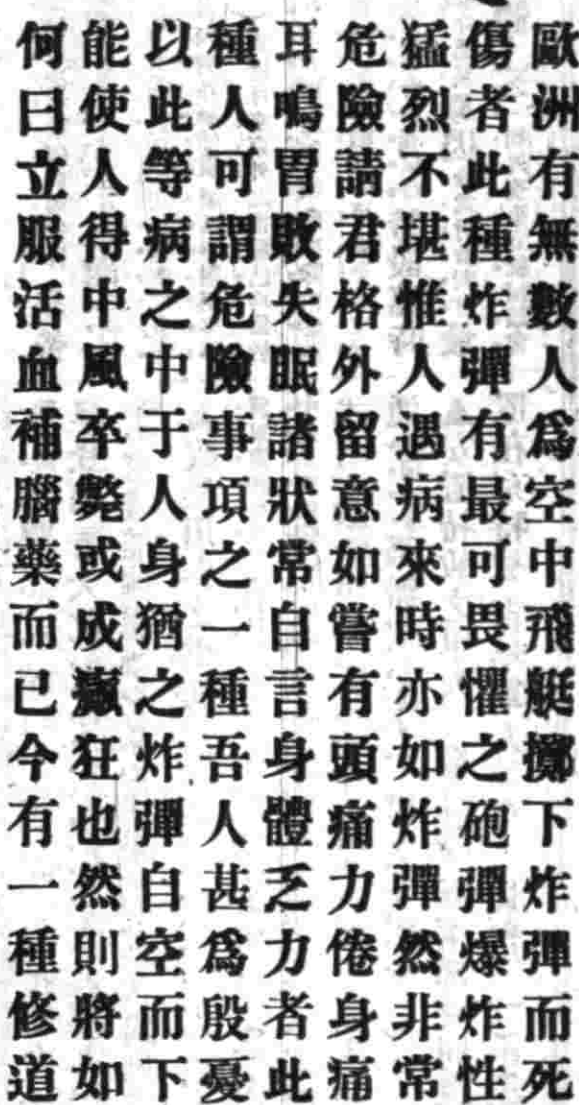 歐洲有無數人爲空中飛艇擲下炸彈而死
傷者此種炸彈有最可畏懼之砲彈爆炸性
猛烈不堪惟人遇病來時亦如炸彈然非常
危險請君格外留意如嘗有頭痛力倦身痛
耳鳴胃敗失眠諸狀常自言身體乏力者此
種人可謂危險事項之一種吾人甚爲殷憂
以此等病之中于人身猶之炸彈自空而下
能使人得中風卒斃或成癲狂也然則將如
何曰立服活血補腦藥而已今有一種修道